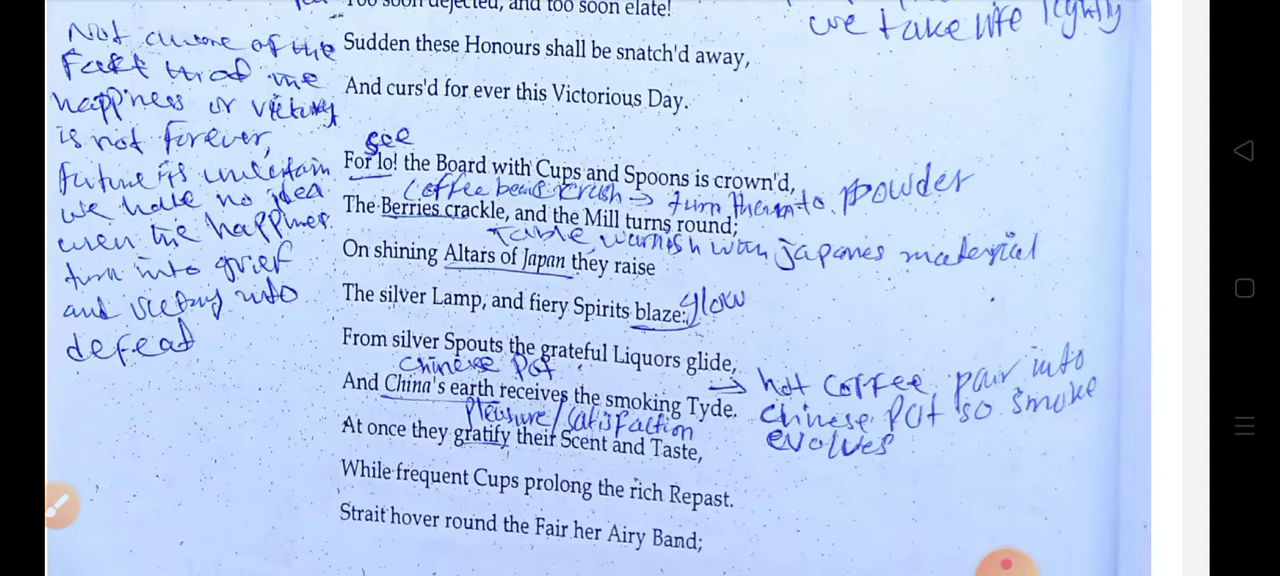 Too soon dejected, and too soon elate!
we take life lightly
Sudden these Honours shall be snatch'd away,
And curs'd for ever this Victorious Day.
Not aware of the
Fact that the
happiness or victory
is not forever,
future is uncertain
we have no idea
when the happines
turn into grief
and victory into
defeat
see
For lo! the Board with Cups and Spoons is crown'd,
Coffee beans crush → turn them to powder
The Berries crackle, and the Mill turns round;
Table warnish with japanes material
On shining Altars of Japan they raise
The silver Lamp, and fiery Spirits blaze: glow
From silver Spouts the grateful Liquors glide,
Chinese Pot
And China's earth receives the smoking Tyde.
→ hot coffee pair into
chinese Pot so smoke
evolves
Pleasure/satisfaction
At once they gratify their Scent and Taste,
While frequent Cups prolong the rich Repast.
Strait hover round the Fair her Airy Band;